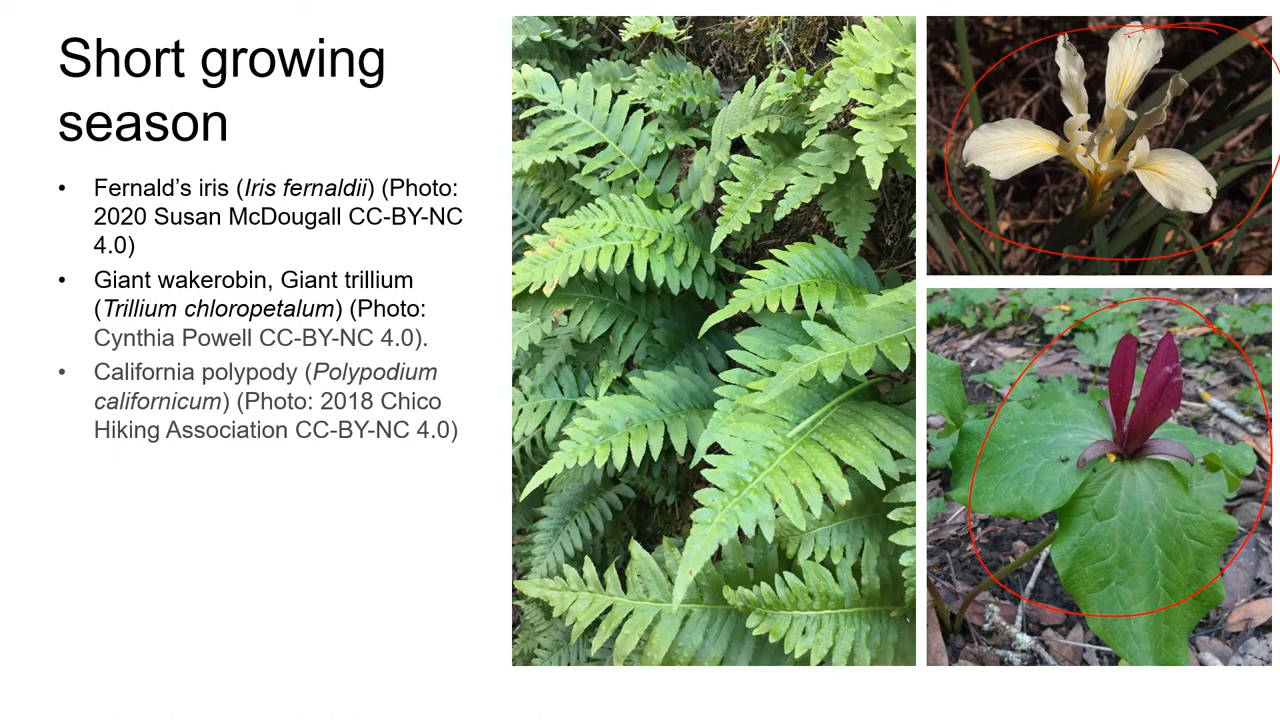 Short growing
season
• Fernald’s iris (Iris fernaldii) (Photo:
2020 Susan McDougall CC-BY-NC
4.0)
• Giant wakerobin, Giant trillium
(Trillium chloropetalum) (Photo:
Cynthia Powell CC-BY-NC 4.0).
• California polypody (Polypodium
californicum) (Photo: 2018 Chico
Hiking Association CC-BY-NC 4.0)